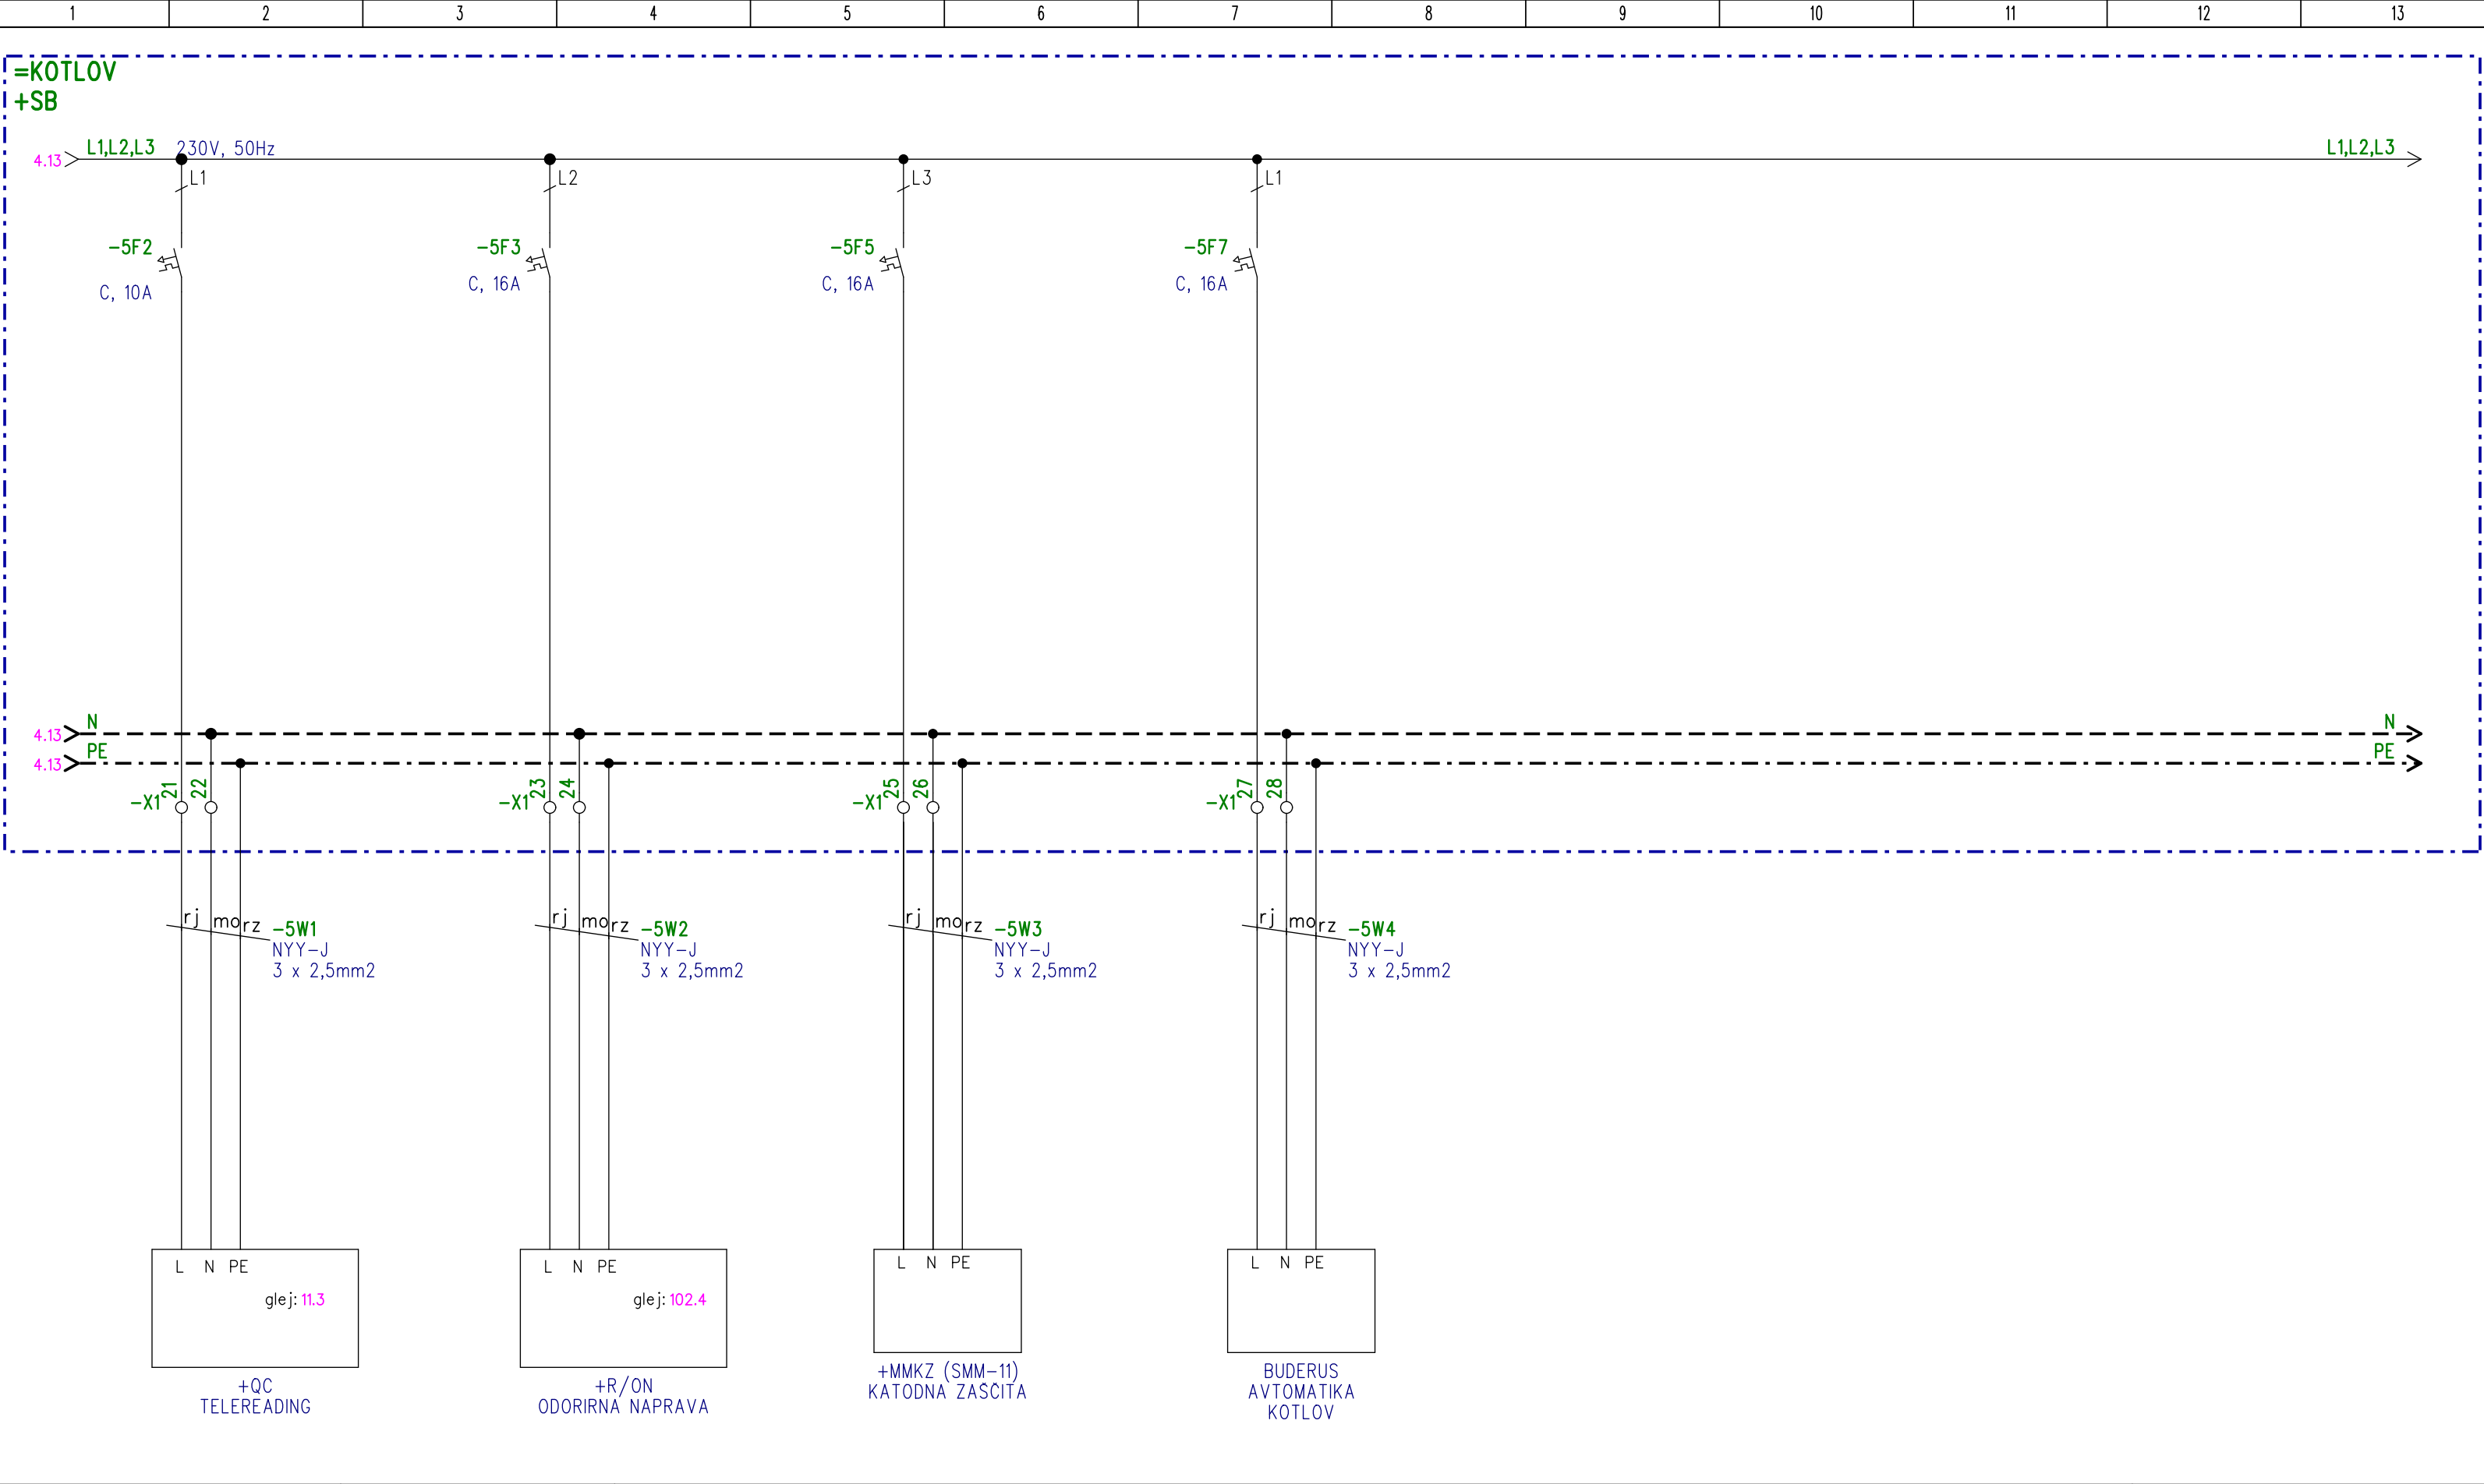 1 2 3 4 5 6 7 8 9 10 11 12 13
=KOTLOV
+SB
4.13 L1,L2,L3 230V, 50Hz L1,L2,L3
L1 L2 L3 L1
-5F2 -5F3 -5F5 -5F7
C, 10A C, 16A C, 16A C, 16A
4.13 N N
4.13 PE PE
-X1 21 22 -X1 23 24 -X1 25 26 -X1 27 28
rj mo rz -5W1 rj mo rz -5W2 rj mo rz -5W3 rj mo rz -5W4
NYY-J NYY-J NYY-J NYY-J
3 x 2,5mm2 3 x 2,5mm2 3 x 2,5mm2 3 x 2,5mm2
L N PE L N PE L N PE L N PE
glej: 11.3 glej: 102.4
+QC
TELEREADING
+R/ON
ODORIRNA NAPRAVA
+MMKZ (SMM-11)
KATODNA ZAŠČITA
BUDERUS
AVTOMATIKA
KOTLOV